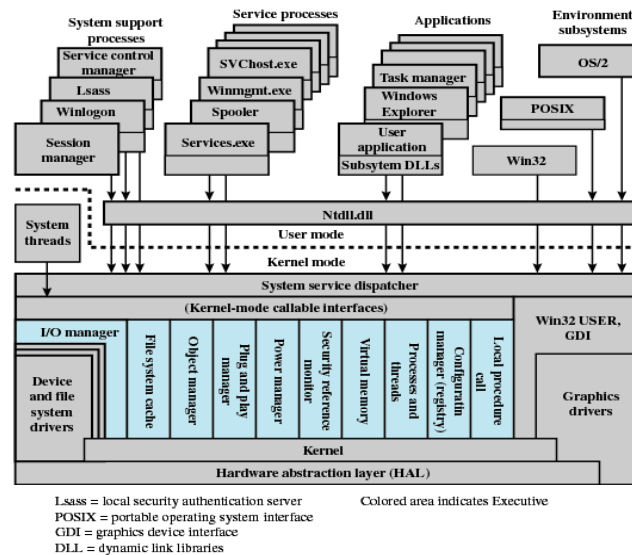 System support
processes
Service processes
Applications
Environment
subsystems
Service control
manager
Lsass
Winlogon
Session
manager
SVChost.exe
Winmgmt.exe
Spooler
Services.exe
Task manager
Windows
Explorer
User
application
Subsytem DLLs
OS/2
POSIX
Win32
System
threads
Ntdll.dll
User mode
Kernel mode
System service dispatcher
(Kernel-mode callable interfaces)
Win32 USER,
GDI
I/O manager
Device
and file
system
drivers
File system cache
Object manager
Plug and play
manager
Power manager
Security reference
monitor
Virtual memory
Processes and
threads
Configuratin
manager (registry)
Local procedure
call
Graphics
drivers
Kernel
Hardware abstraction layer (HAL)
Lsass = local security authentication server
Colored area indicates Executive
POSIX = portable operating system interface
GDI = graphics device interface
DLL = dynamic link libraries